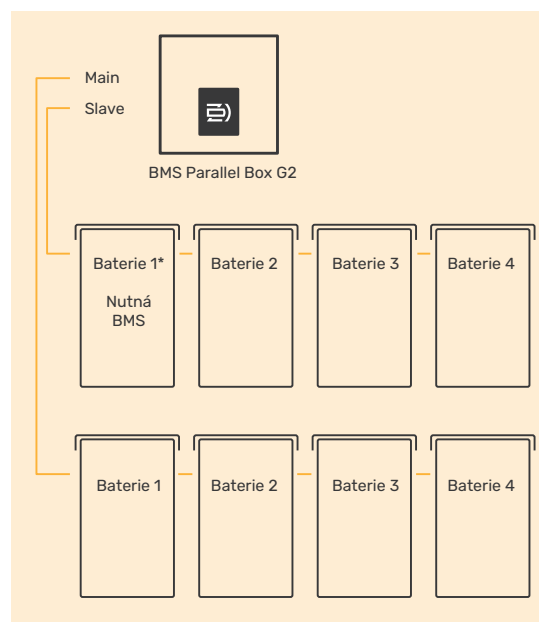 Main
Slave
BMS Parallel Box G2
Baterie 1*
Nutná
BMS
Baterie 2
Baterie 3
Baterie 4
Baterie 1
Baterie 2
Baterie 3
Baterie 4